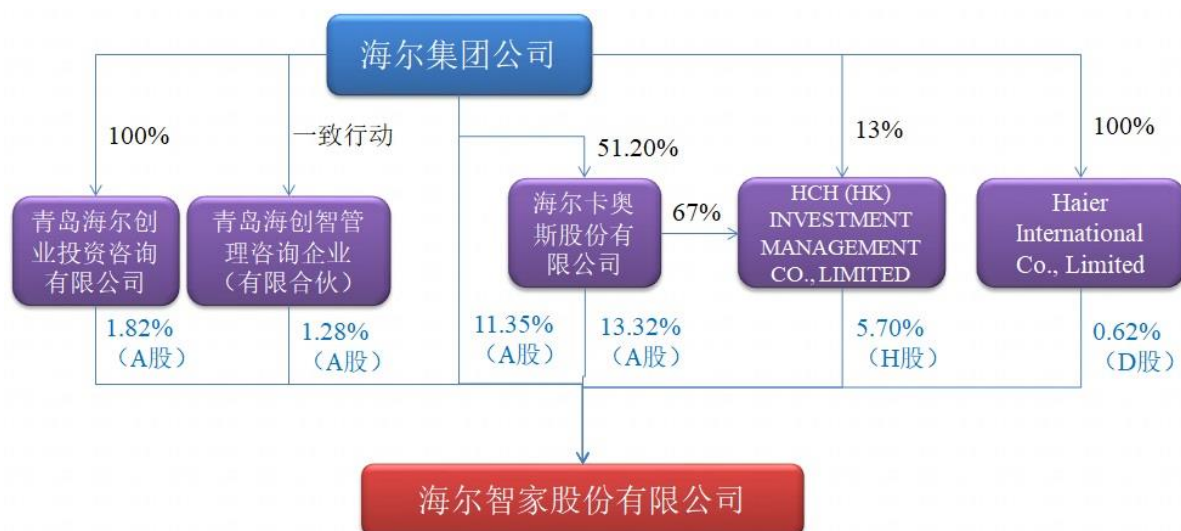 海尔集团公司
100%
一致行动
51.20%
13%
100%
青岛海尔创
业投资咨询
有限公司
青岛海创智管
理咨询企业
（有限合伙）
海尔卡奥
斯股份有
限公司
67%
HCH (HK)
INVESTMENT
MANAGEMENT
CO., LIMITED
Haier
International
Co., Limited
1.82%
（A股）
1.28%
（A股）
11.35%
（A股）
13.32%
（A股）
5.70%
（H股）
0.62%
（D股）
海尔智家股份有限公司